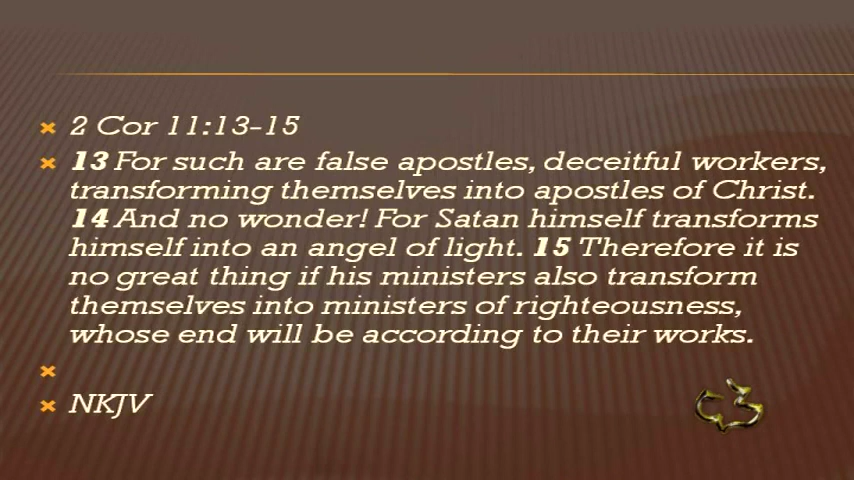 2 Cor 11:13-15
13 For such are false apostles, deceitful workers,
transforming themselves into apostles of Christ.
14 And no wonder! For Satan himself transforms
himself into an angel of light. 15 Therefore it is
no great thing if his ministers also transform
themselves into ministers of righteousness,
whose end will be according to their works.
NKJV